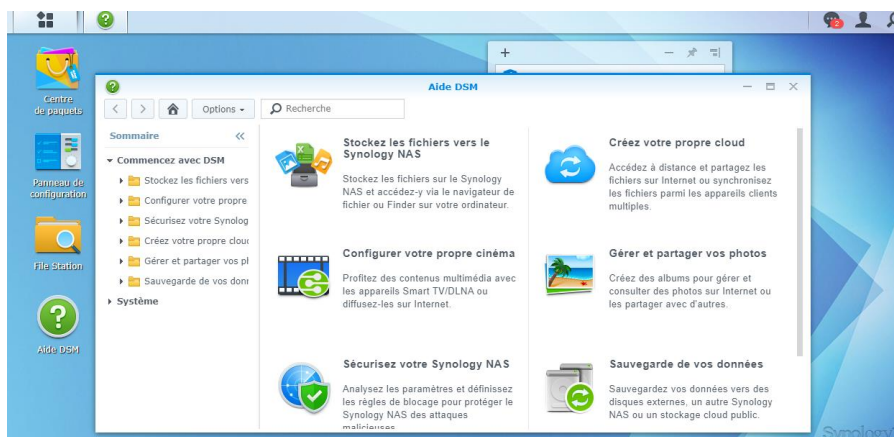 2
+
Centre
de paquets
Panneau de
configuration
File Station
Aide DSM
Aide DSM
Options
Recherche
Sommaire
Commencez avec DSM
Stockez les fichiers vers
Configurer votre propre
Sécurisez votre Synolog
Créez votre propre clou
Gérer et partager vos
Sauvegarde de vos
Système
Stockez les fichiers vers le
Synology NAS
Stockez les fichiers sur le Synology
NAS et accédez-y via le navigateur de
fichier ou Finder sur votre ordinateur.
Créez votre propre cloud
Accédez à distance et partagez les
fichiers sur Internet ou synchronisez
les fichiers parmi les appareils clients
multiples.
Configurer votre propre cinéma
Profitez des contenus multimédia avec
les appareils Smart TV/DLNA ou
diffusez-les sur Internet.
Gérer et partager vos photos
Créez des albums pour gérer et
consulter des photos sur Internet ou
les partager avec d'autres.
Sécurisez votre Synology NAS
Analysez les paramètres et définissez
les règles de blocage pour protéger le
Synology NAS des attaques
malicieuses.
Sauvegarde de vos données
Sauvegardez vos données vers des
disques externes, un autre Synology
NAS ou un stockage cloud public.
Synology